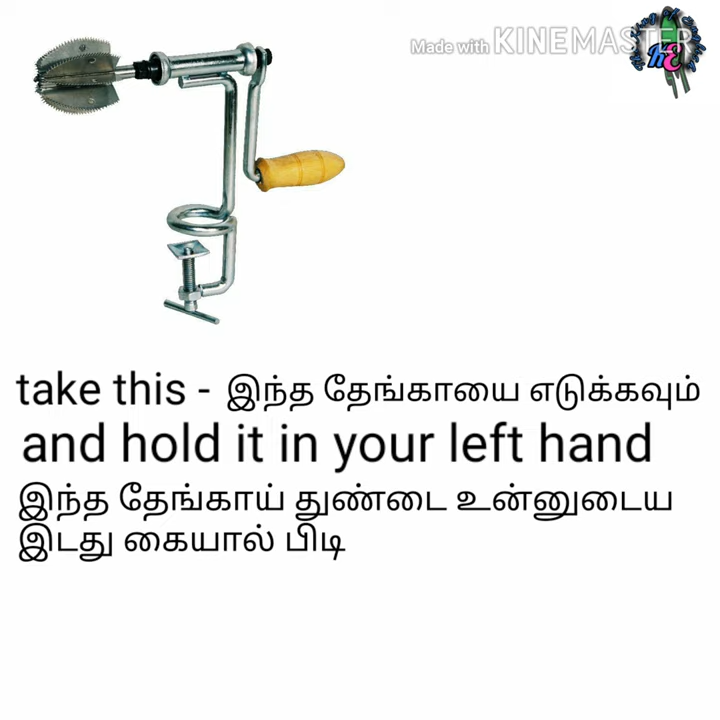 Made with KINEMASTER
take this - இந்த தேங்காயை எடுக்கவும்
and hold it in your left hand
இந்த தேங்காய் துண்டை உன்னுடைய
இடது கையால் பிடி